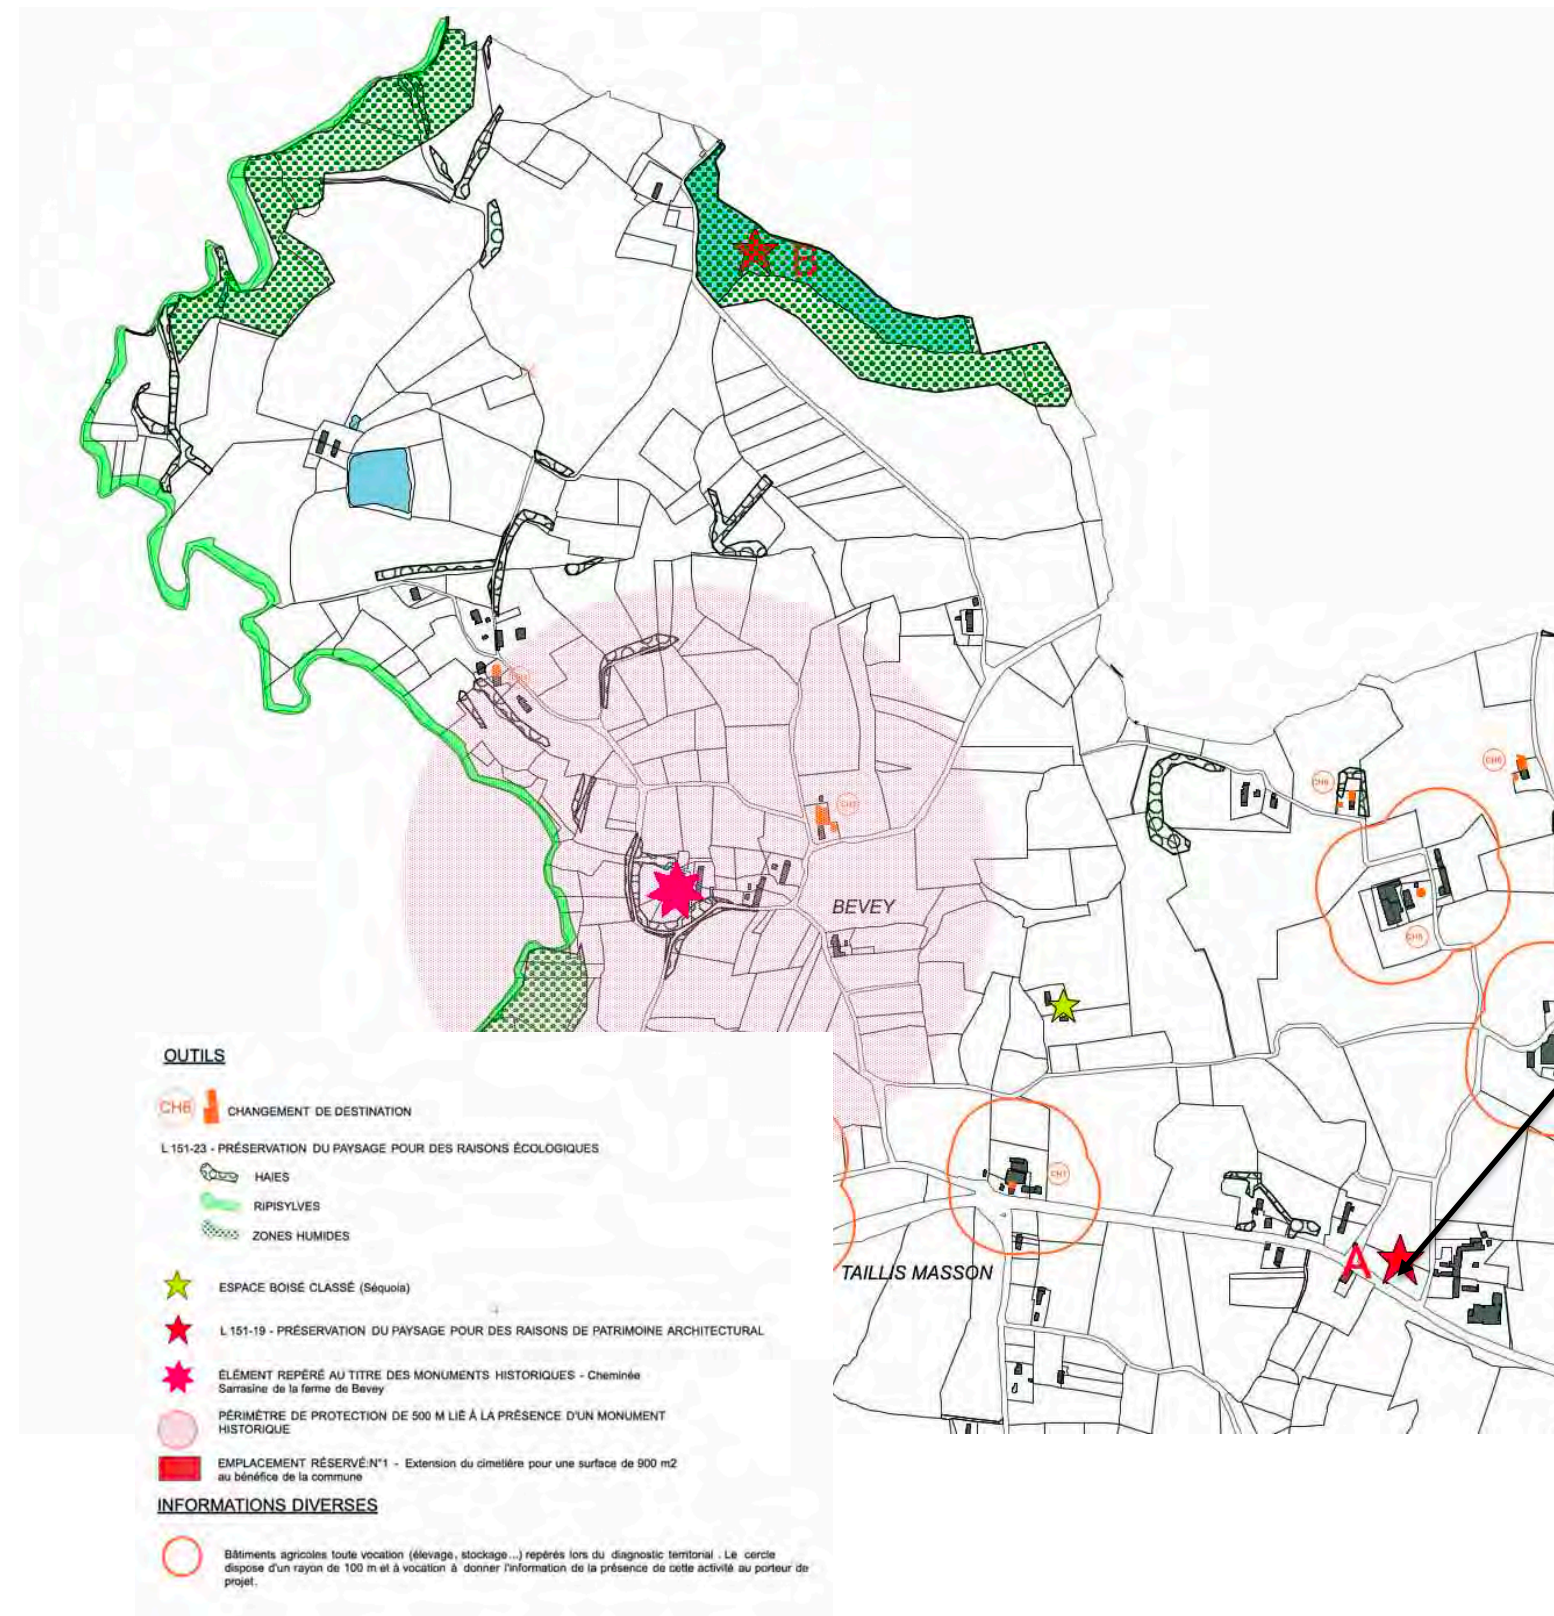 B
BEVEY
CH7
TAILLIS MASSON
A
OUTILS
CH6 CHANGEMENT DE DESTINATION
L 151-23 - PRÉSERVATION DU PAYSAGE POUR DES RAISONS ÉCOLOGIQUES
HAIES
RIPISYLVES
ZONES HUMIDES
ESPACE BOISÉ CLASSÉ (Séquoia)
L 151-19 - PRÉSERVATION DU PAYSAGE POUR DES RAISONS DE PATRIMOINE ARCHITECTURAL
ÉLÉMENT REPÉRÉ AU TITRE DES MONUMENTS HISTORIQUES - Cheminée
Sarrasine de la ferme de Bevey
PÉRIMÈTRE DE PROTECTION DE 500 M LIÉ À LA PRÉSENCE D'UN MONUMENT
HISTORIQUE
EMPLACEMENT RÉSERVÉ:N°1 - Extension du cimetière pour une surface de 900 m2
au bénéfice de la commune
INFORMATIONS DIVERSES
Bâtiments agricoles toute vocation (élevage, stockage...) repérés lors du diagnostic territorial . Le cercle
dispose d'un rayon de 100 m et à vocation à donner l'information de la présence de cette activité au porteur de
projet.